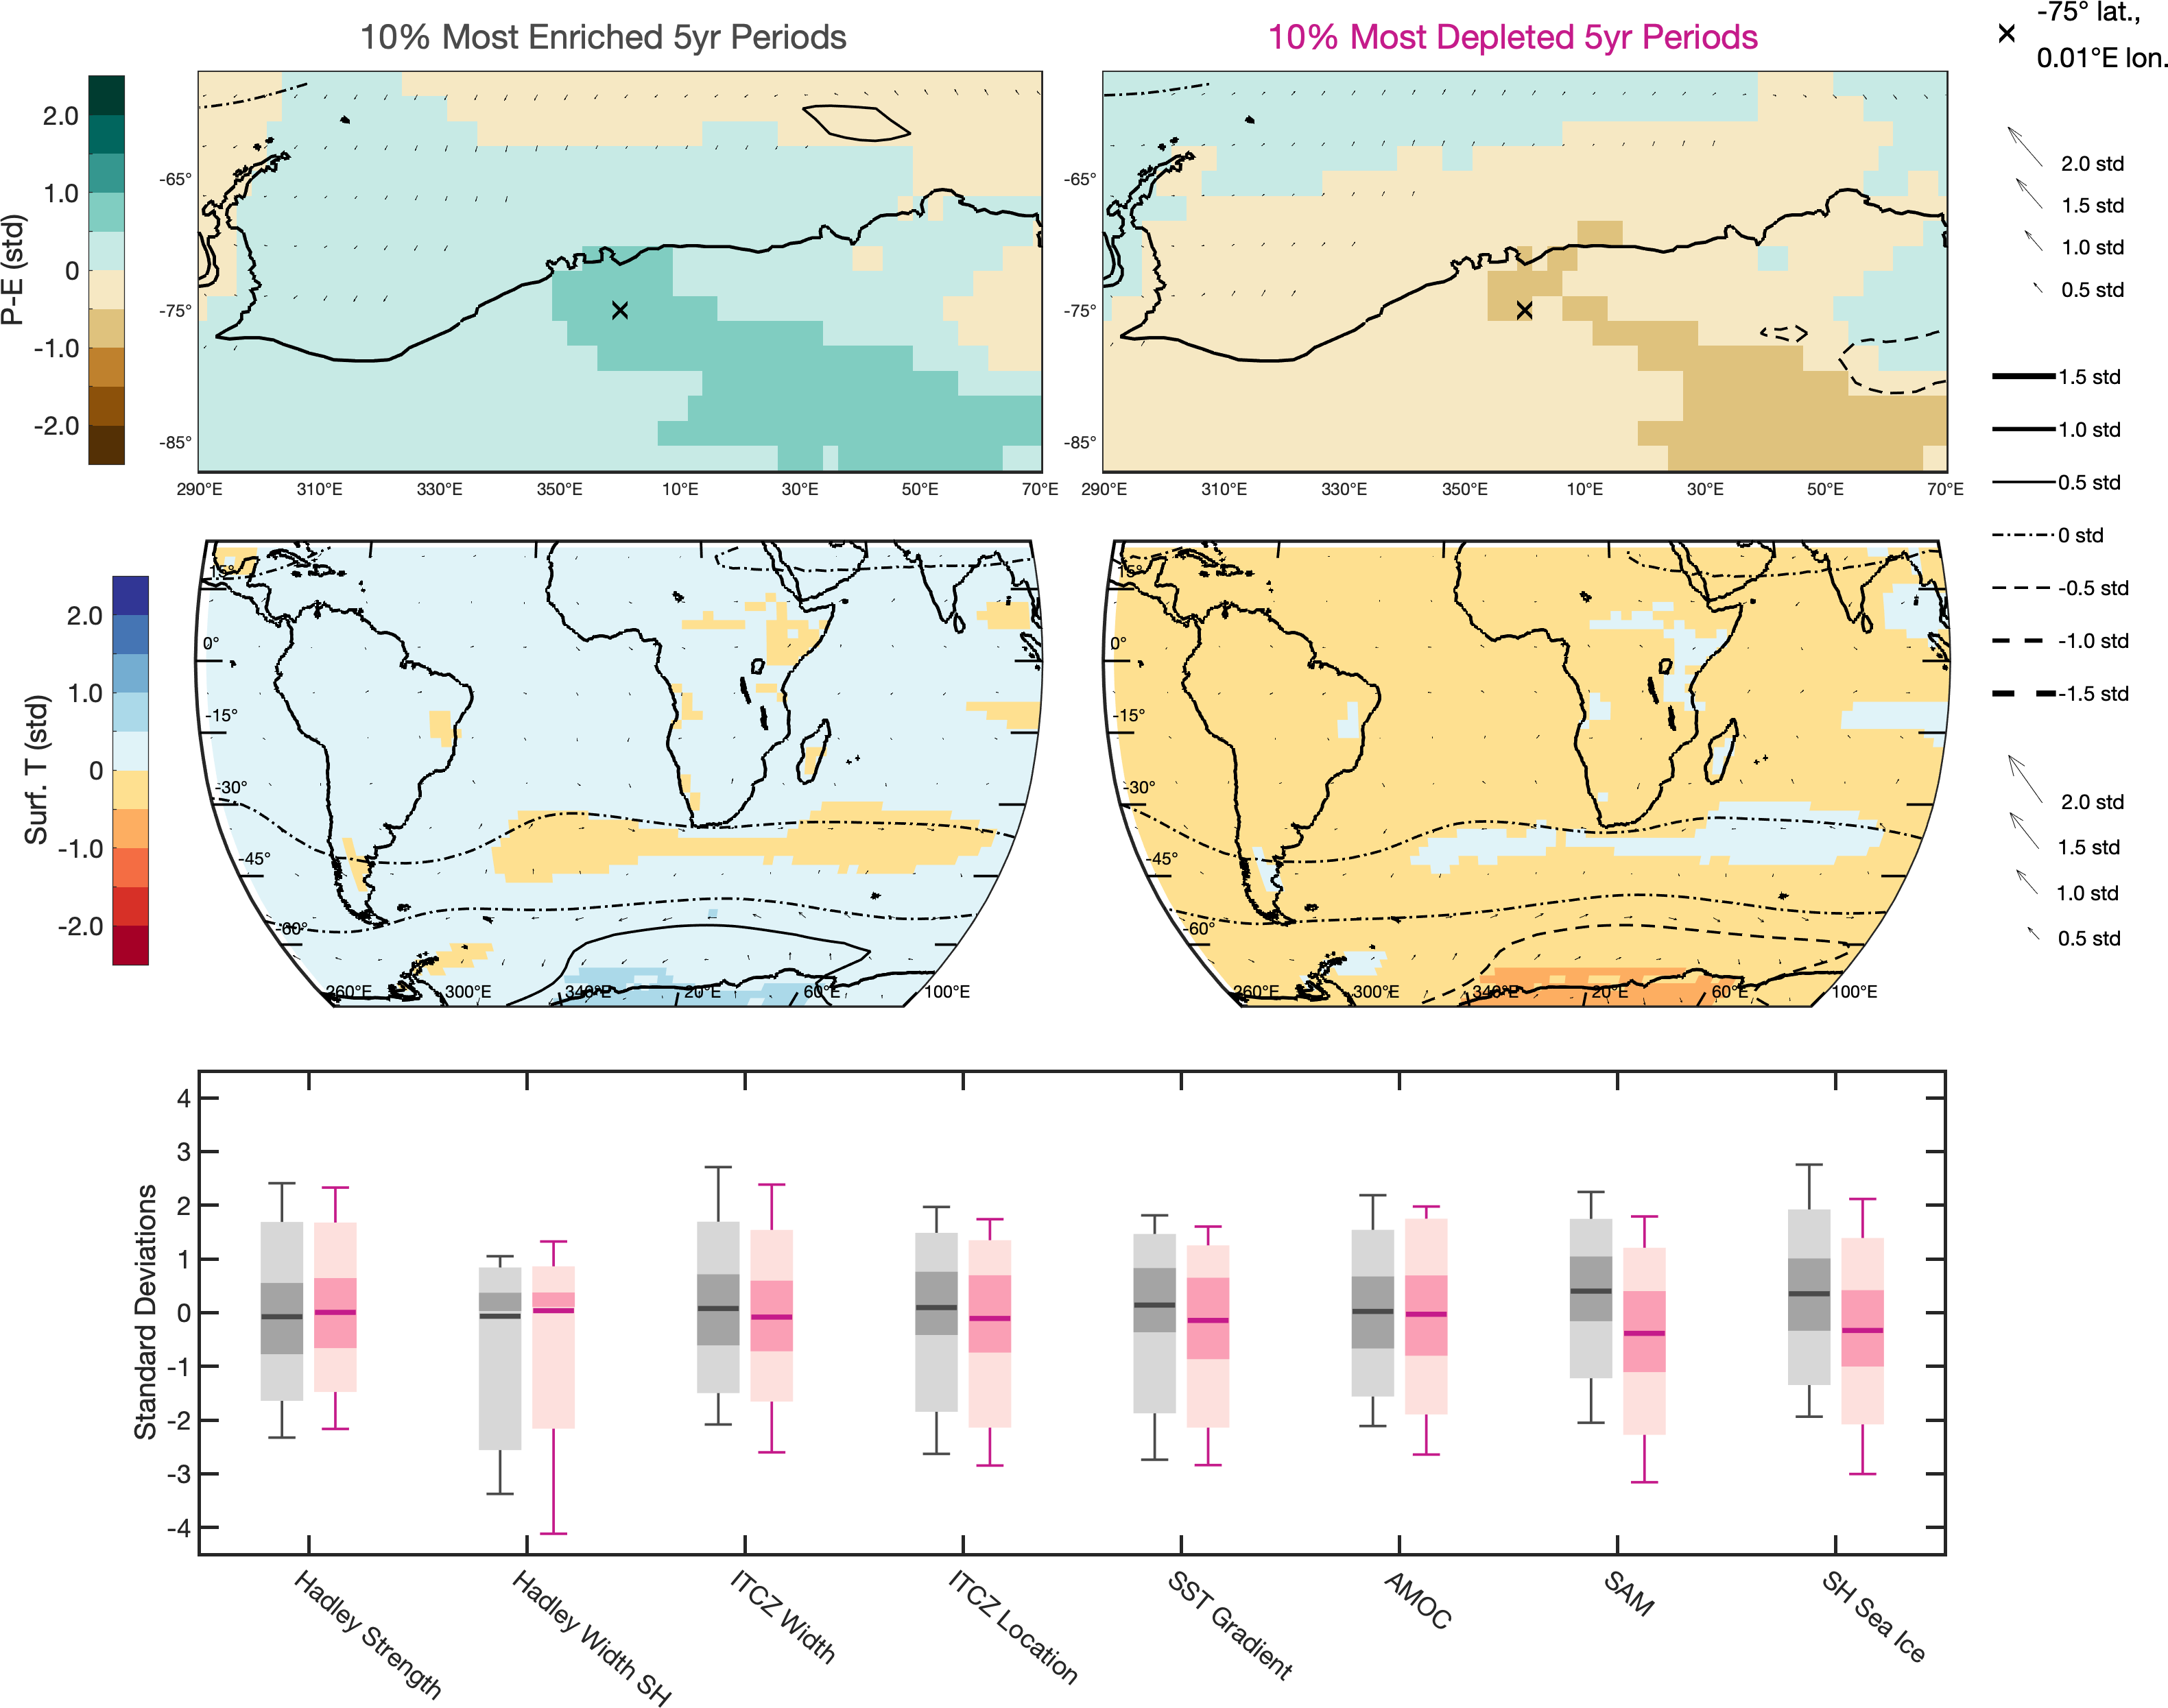 10% Most Enriched 5yr Periods
10% Most Depleted 5yr Periods
-75° lat.,
0.01°E lon.
P-E (std)
2.0
1.0
0
-1.0
-2.0
-65°
-75°
-85°
290°E 310°E 330°E 350°E 10°E 30°E 50°E 70°E
-65°
-75°
-85°
290°E 310°E 330°E 350°E 10°E 30°E 50°E 70°E
2.0 std
1.5 std
1.0 std
0.5 std
1.5 std
1.0 std
0.5 std
0 std
-0.5 std
-1.0 std
-1.5 std
2.0 std
1.5 std
1.0 std
0.5 std
Surf. T (std)
2.0
1.0
0
-1.0
-2.0
15°
0°
-15°
-30°
-45°
-60°
260°E 300°E 340°E 20°E 60°E 100°E
15°
0°
-15°
-30°
-45°
-60°
260°E 300°E 340°E 20°E 60°E 100°E
Standard Deviations
4
3
2
1
0
-1
-2
-3
-4
Hadley Strength
Hadley Width SH
ITCZ Width
ITCZ Location
SST Gradient
AMOC
SAM
SH Sea Ice